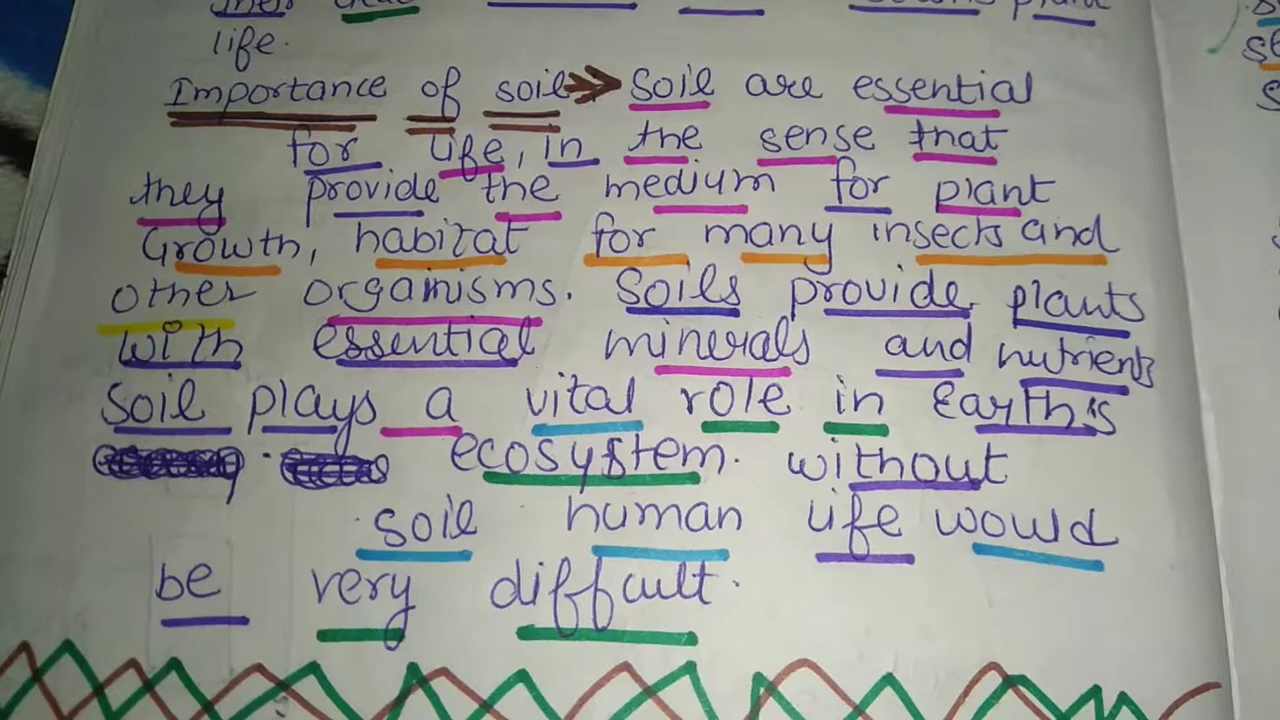 life.
Importance of soil Soil are essential
for life, in the sense that
they provide the medium for plant
Growth, habitat for many insects and
other organisms. Soils provide plants
with essential minerals and nutrients
Soil plays a vital role in Earth's
ecosystem. without
soil human life would
be very difficult.